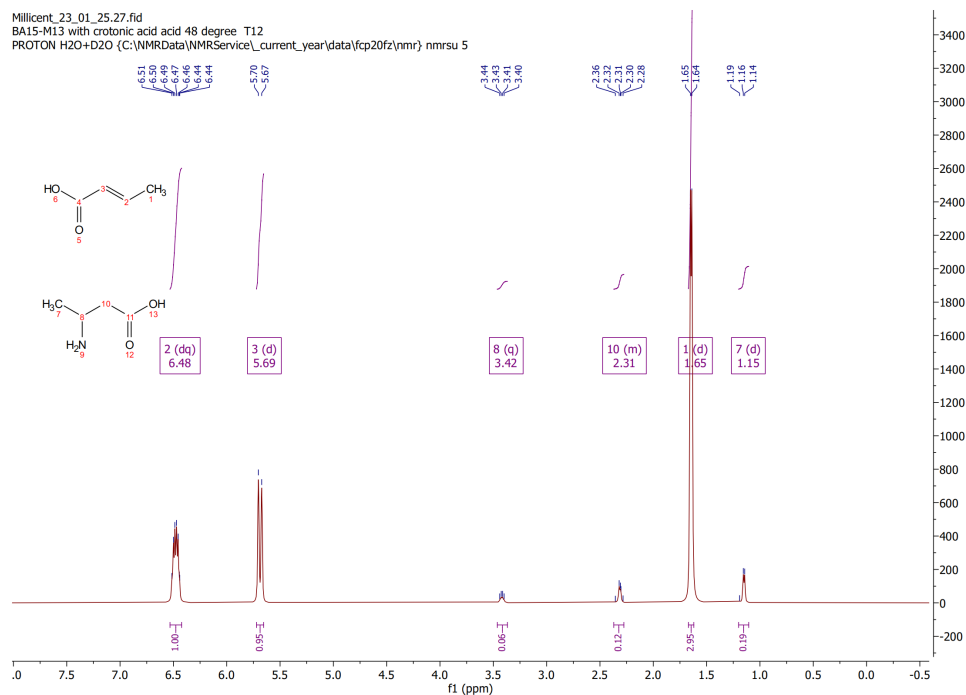 Millicent_23_01_25.27.fid
BA15-M13 with crotonic acid acid 48 degree T12
PROTON H2O+D2O {C:\NMRData\NMRService\_current_year\data\fcp20fz\nmr} nmrsu 5
6.51 6.50 6.49 6.47 6.46 6.44 6.44 5.70 5.67 3.44 3.43 3.41 3.40 2.36 2.32 2.31 2.30 2.28 1.65 1.64 1.19 1.16 1.14
HO 6 4 O 5 3 2 CH3 1
H3C 7 8 H2N 9 10 11 O 12 OH 13
2 (dq) 3 (d) 8 (q) 10 (m) 1 (d) 7 (d)
6.48 5.69 3.42 2.31 1.65 1.15
3400
3200
3000
2800
2600
2400
2200
2000
1800
1600
1400
1200
1000
800
600
400
200
0
-200
1.00 0.95 0.06 0.12 2.95 0.19
.0 7.5 7.0 6.5 6.0 5.5 5.0 4.5 4.0 3.5 3.0 2.5 2.0 1.5 1.0 0.5 0.0 -0.5
f1 (ppm)